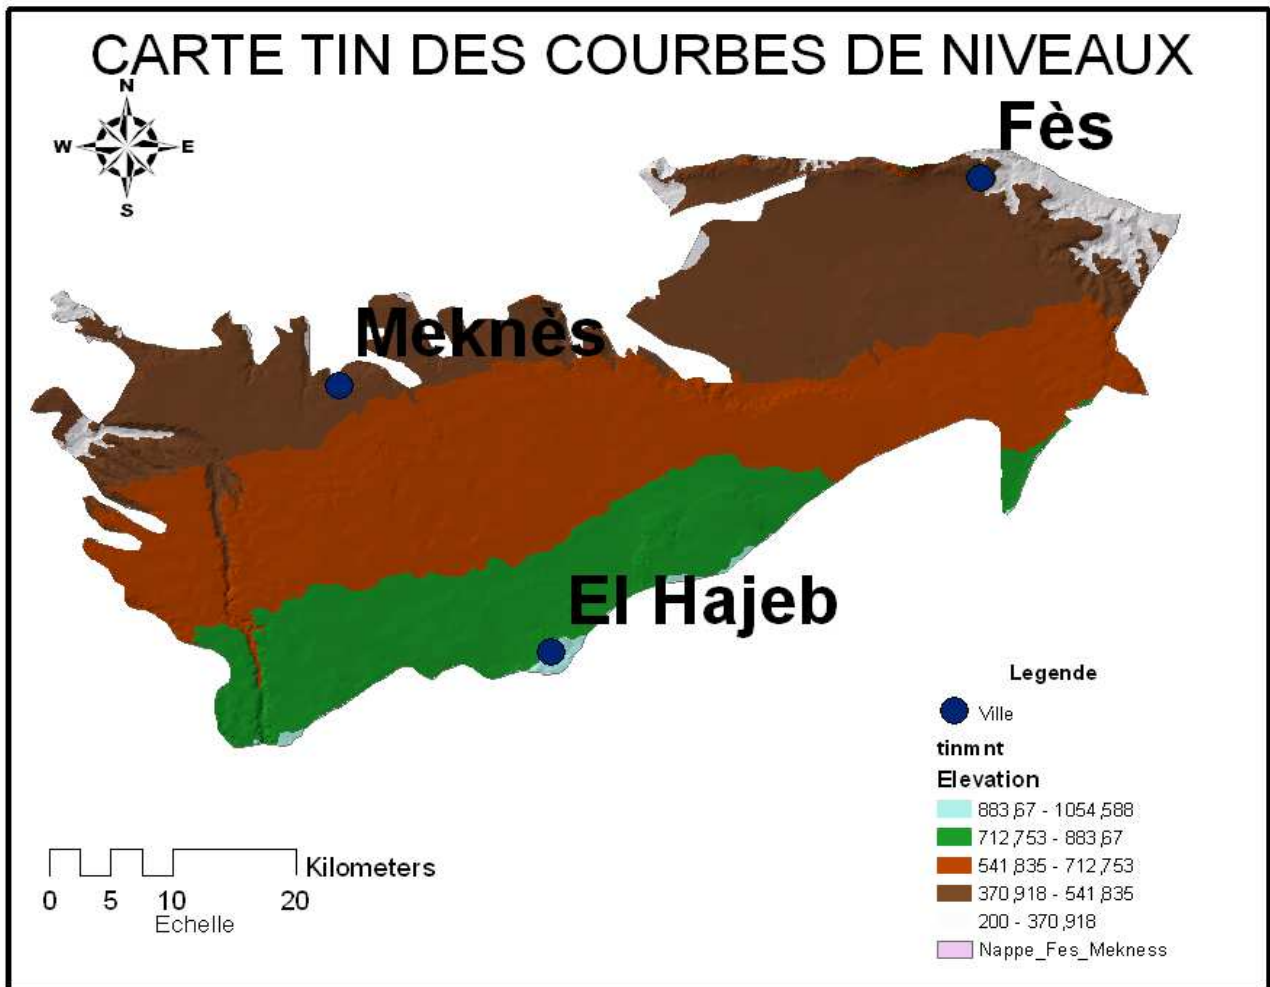 CARTE TIN DES COURBES DE NIVEAUX
N
W E
S
Fès
Meknès
El Hajeb
Legende
Ville
tinmnt
Elevation
883,67 - 1054,588
712,753 - 883,67
541,835 - 712,753
370,918 - 541,835
200 - 370,918
Nappe_Fes_Mekness
Kilometers
0 5 10 20
Echelle